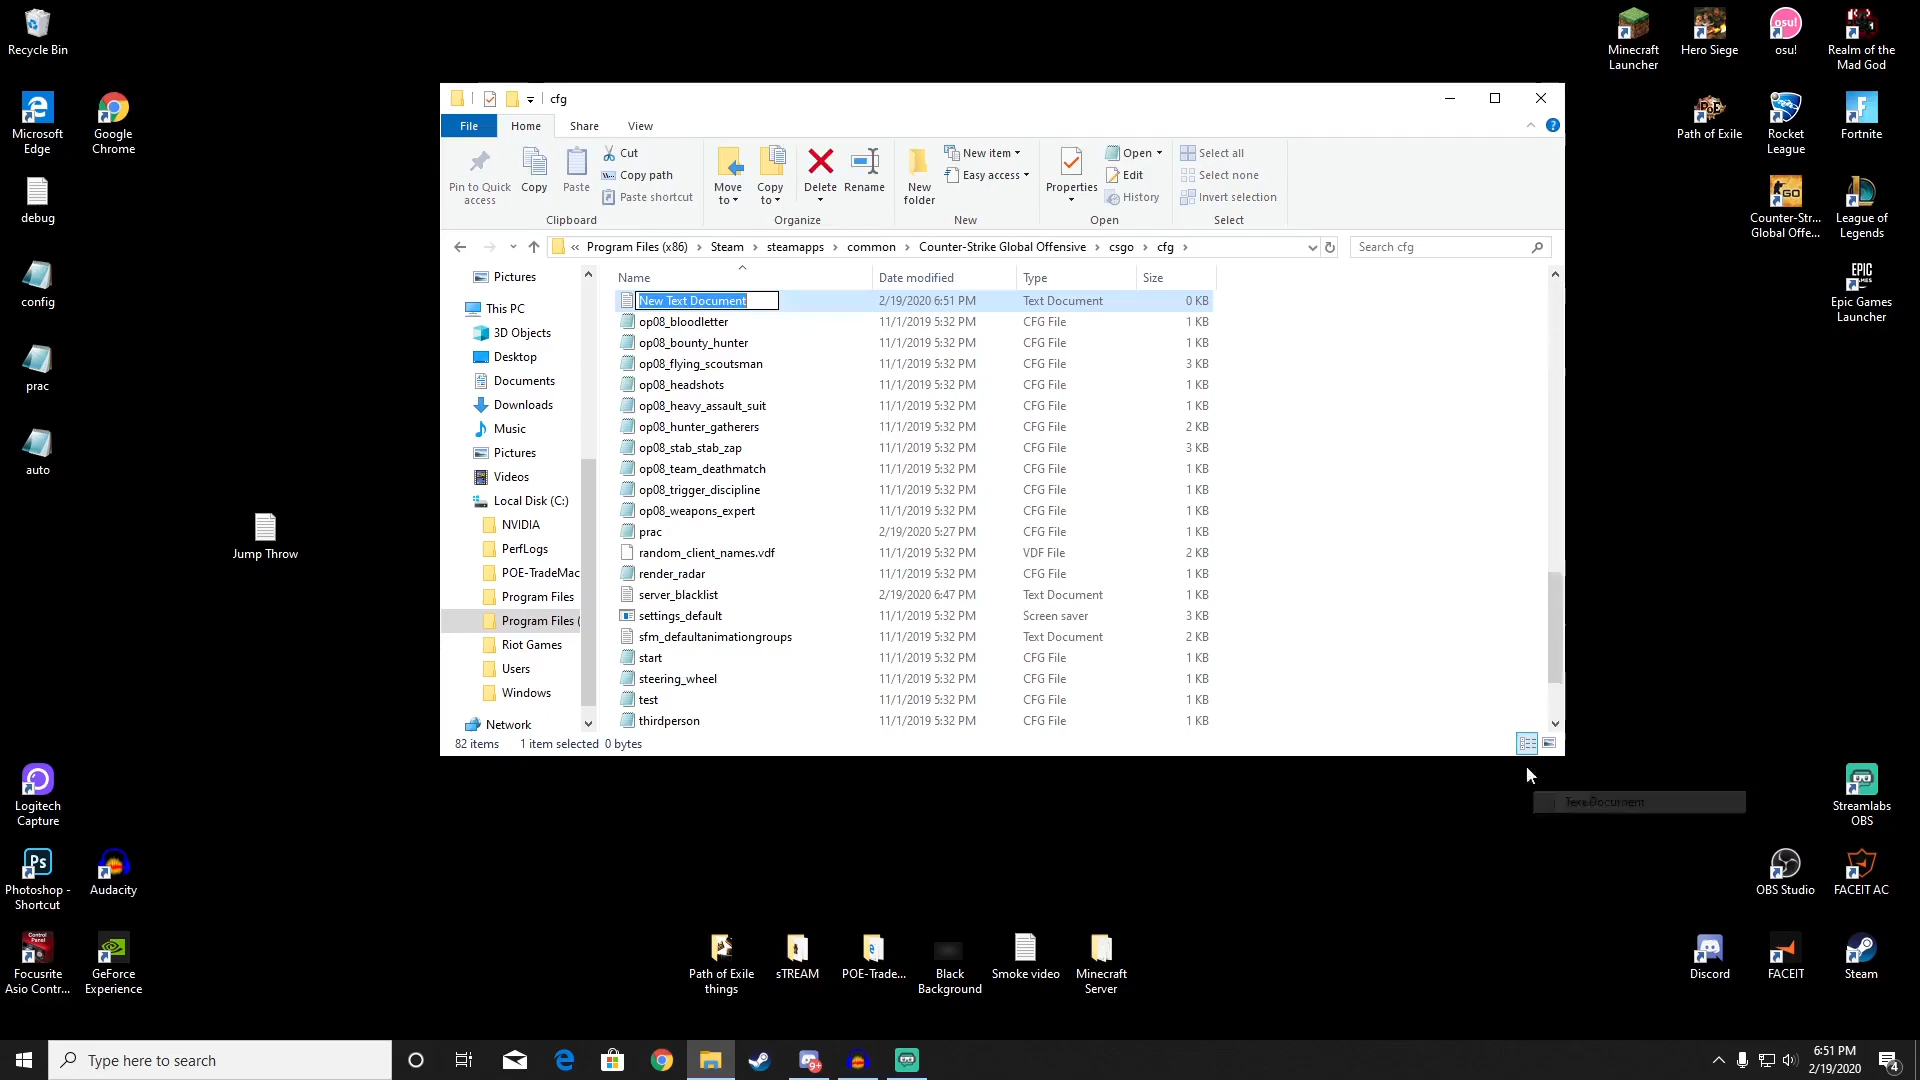 Recycle Bin
Microsoft
Edge
Google
Chrome
debug
config
prac
auto
Jump Throw
Logitech
Capture
Photoshop -
Shortcut
Audacity
Focusrite
Asio Contr...
GeForce
Experience
Minecraft
Launcher
Hero Siege
osu!
Realm of the
Mad God
Path of Exile
Rocket
League
Fortnite
Counter-Str...
Global Offe...
League of
Legends
Epic Games
Launcher
Streamlabs
OBS
OBS Studio
FACEIT AC
Discord
FACEIT
Steam
Path of Exile
things
sTREAM
POE-Trade...
Black
Background
Smoke video
Minecraft
Server
cfg
File Home Share View
Pin to Quick
access
Copy
Paste
Cut
Copy path
Paste shortcut
Clipboard
Move
to
Copy
to
Delete
Rename
Organize
New
folder
New item
Easy access
New
Properties
Open
Edit
History
Open
Select all
Select none
Invert selection
Select
« Program Files (x86) > Steam > steamapps > common > Counter-Strike Global Offensive > csgo > cfg >
Search cfg
Pictures
This PC
3D Objects
Desktop
Documents
Downloads
Music
Pictures
Videos
Local Disk (C:)
NVIDIA
PerfLogs
POE-TradeMac
Program Files
Program Files (
Riot Games
Users
Windows
Network
Name Date modified Type Size
New Text Document 2/19/2020 6:51 PM Text Document 0 KB
op08_bloodletter 11/1/2019 5:32 PM CFG File 1 KB
op08_bounty_hunter 11/1/2019 5:32 PM CFG File 1 KB
op08_flying_scoutsman 11/1/2019 5:32 PM CFG File 3 KB
op08_headshots 11/1/2019 5:32 PM CFG File 1 KB
op08_heavy_assault_suit 11/1/2019 5:32 PM CFG File 1 KB
op08_hunter_gatherers 11/1/2019 5:32 PM CFG File 2 KB
op08_stab_stab_zap 11/1/2019 5:32 PM CFG File 3 KB
op08_team_deathmatch 11/1/2019 5:32 PM CFG File 1 KB
op08_trigger_discipline 11/1/2019 5:32 PM CFG File 1 KB
op08_weapons_expert 11/1/2019 5:32 PM CFG File 1 KB
prac 2/19/2020 5:27 PM CFG File 1 KB
random_client_names.vdf 11/1/2019 5:32 PM VDF File 2 KB
render_radar 11/1/2019 5:32 PM CFG File 1 KB
server_blacklist 2/19/2020 6:47 PM Text Document 1 KB
settings_default 11/1/2019 5:32 PM Screen saver 3 KB
sfm_defaultanimationgroups 11/1/2019 5:32 PM Text Document 2 KB
start 11/1/2019 5:32 PM CFG File 1 KB
steering_wheel 11/1/2019 5:32 PM CFG File 1 KB
test 11/1/2019 5:32 PM CFG File 1 KB
thirdperson 11/1/2019 5:32 PM CFG File 1 KB
82 items 1 item selected 0 bytes
Text Document
Type here to search
6:51 PM
2/19/2020
4